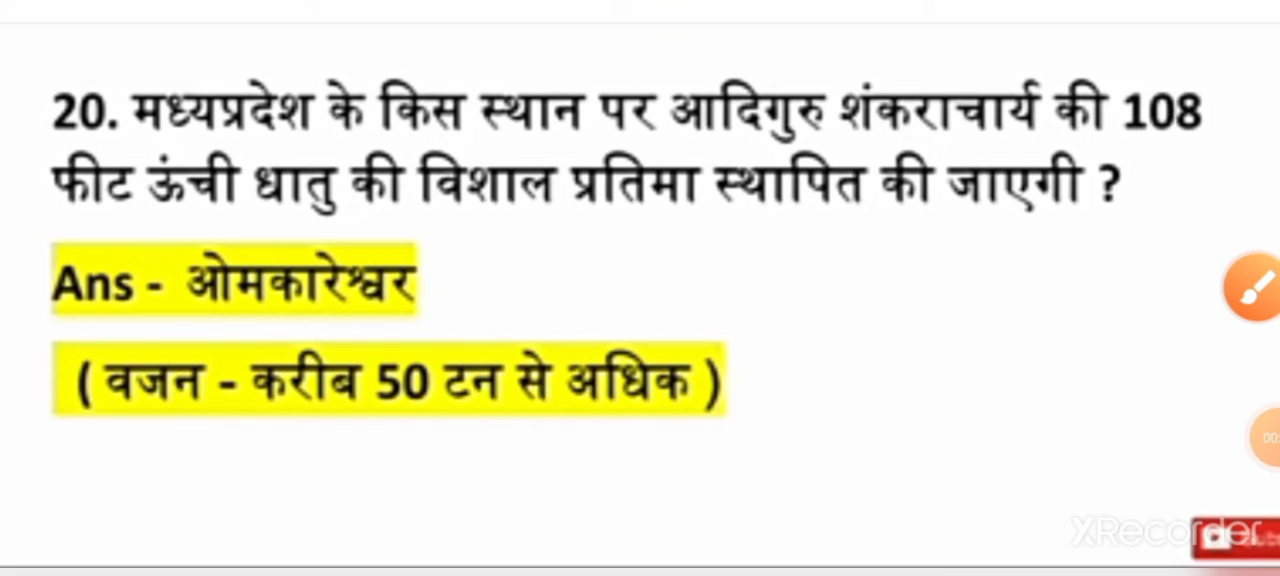 20. मध्यप्रदेश के किस स्थान पर आदिगुरु शंकराचार्य की 108
फीट ऊंची धातु की विशाल प्रतिमा स्थापित की जाएगी ?
Ans - ओमकारेश्वर
( वजन - करीब 50 टन से अधिक )
XRecorder